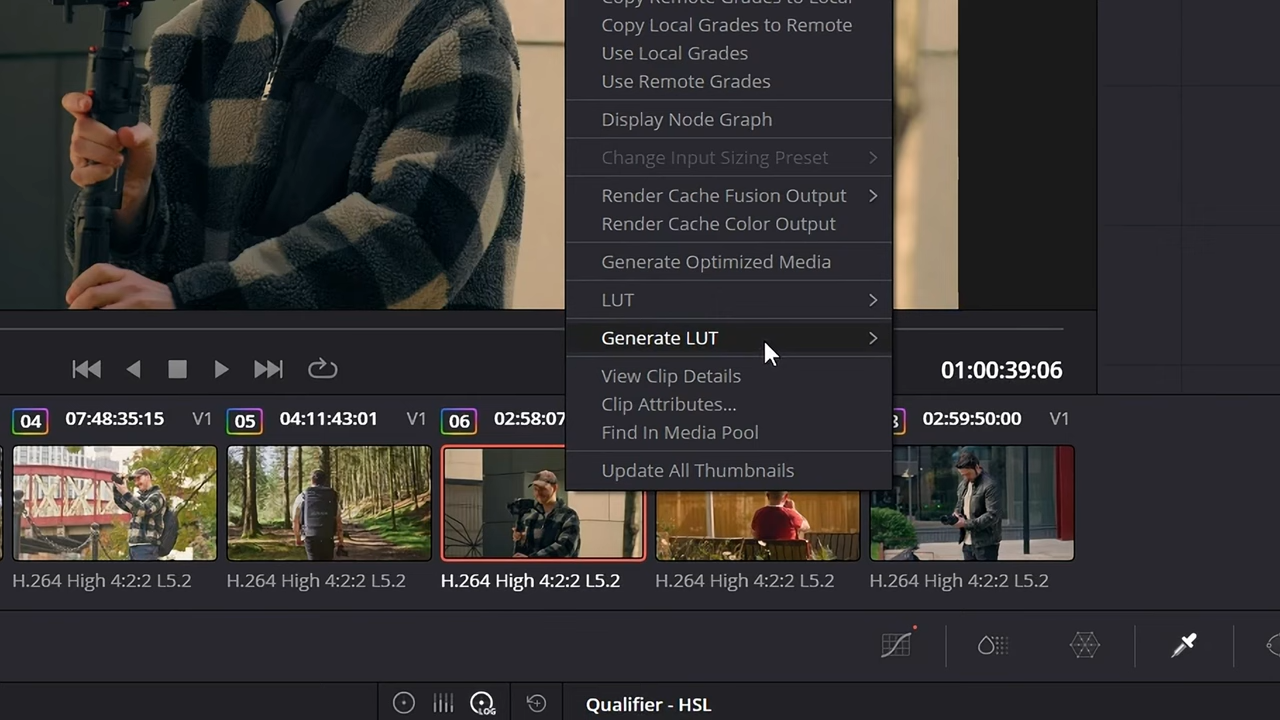 Copy Remote Grades to Local
Copy Local Grades to Remote
Use Local Grades
Use Remote Grades
Display Node Graph
Change Input Sizing Preset
Render Cache Fusion Output
Render Cache Color Output
Generate Optimized Media
LUT
Generate LUT
View Clip Details
Clip Attributes...
Find In Media Pool
Update All Thumbnails
01:00:39:06
04 07:48:35:15 V1 05 04:11:43:01 V1 06 02:58:07 8 02:59:50:00 V1
H.264 High 4:2:2 L5.2 H.264 High 4:2:2 L5.2 H.264 High 4:2:2 L5.2 H.264 High 4:2:2 L5.2 H.264 High 4:2:2 L5.2
LOG Qualifier - HSL